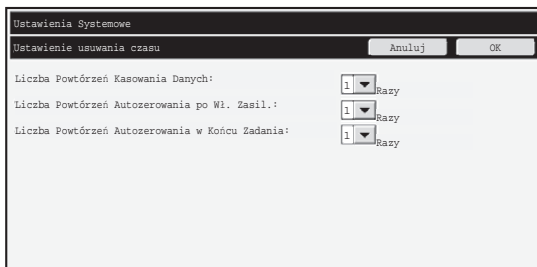 Ustawienia Systemowe
Ustawienie usuwania czasu Anuluj OK
Liczba Powtórzeń Kasowania Danych: 1 Razy
Liczba Powtórzeń Autozerowania po Wł. Zasil.: 1 Razy
Liczba Powtórzeń Autozerowania w Końcu Zadania: 1 Razy